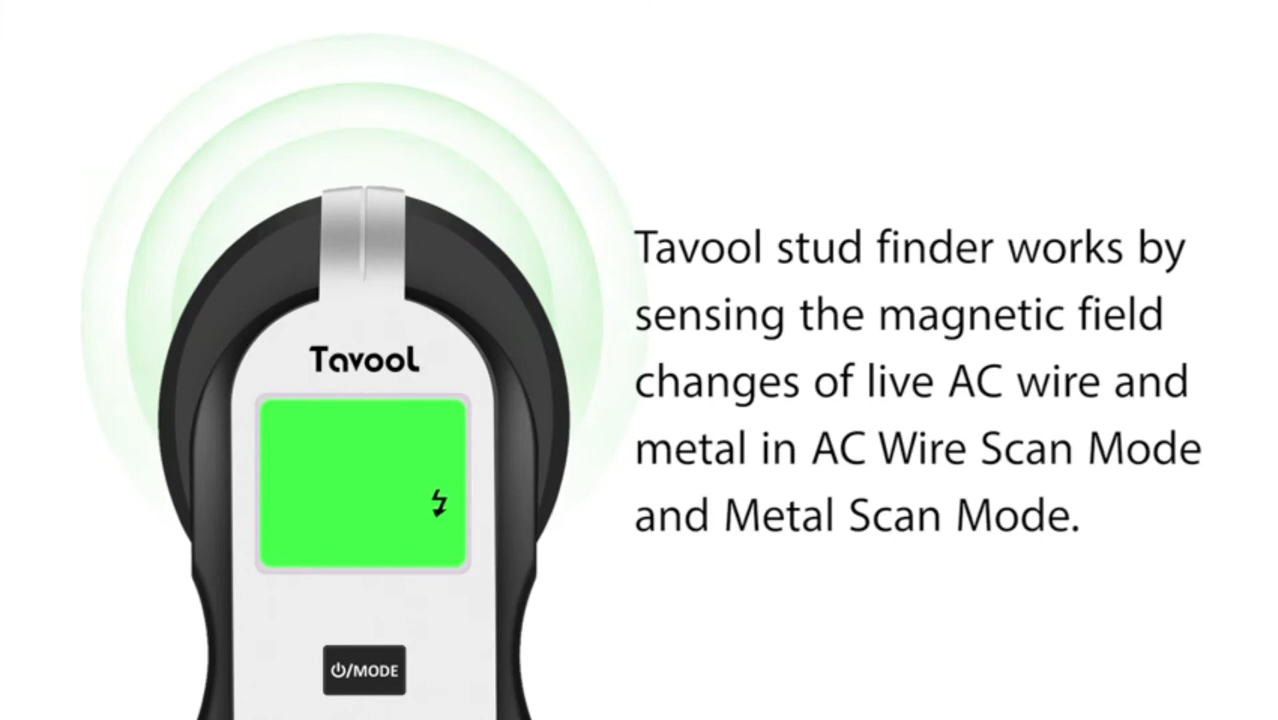 Tavool
⏻/MODE
Tavool stud finder works by
sensing the magnetic field
changes of live AC wire and
metal in AC Wire Scan Mode
and Metal Scan Mode.